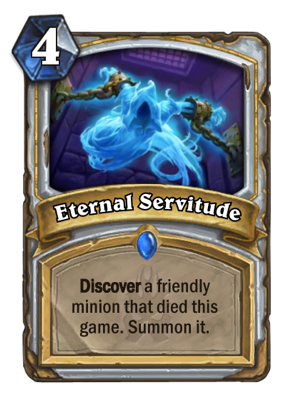 4
Eternal Servitude
Discover a friendly
minion that died this
game. Summon it.